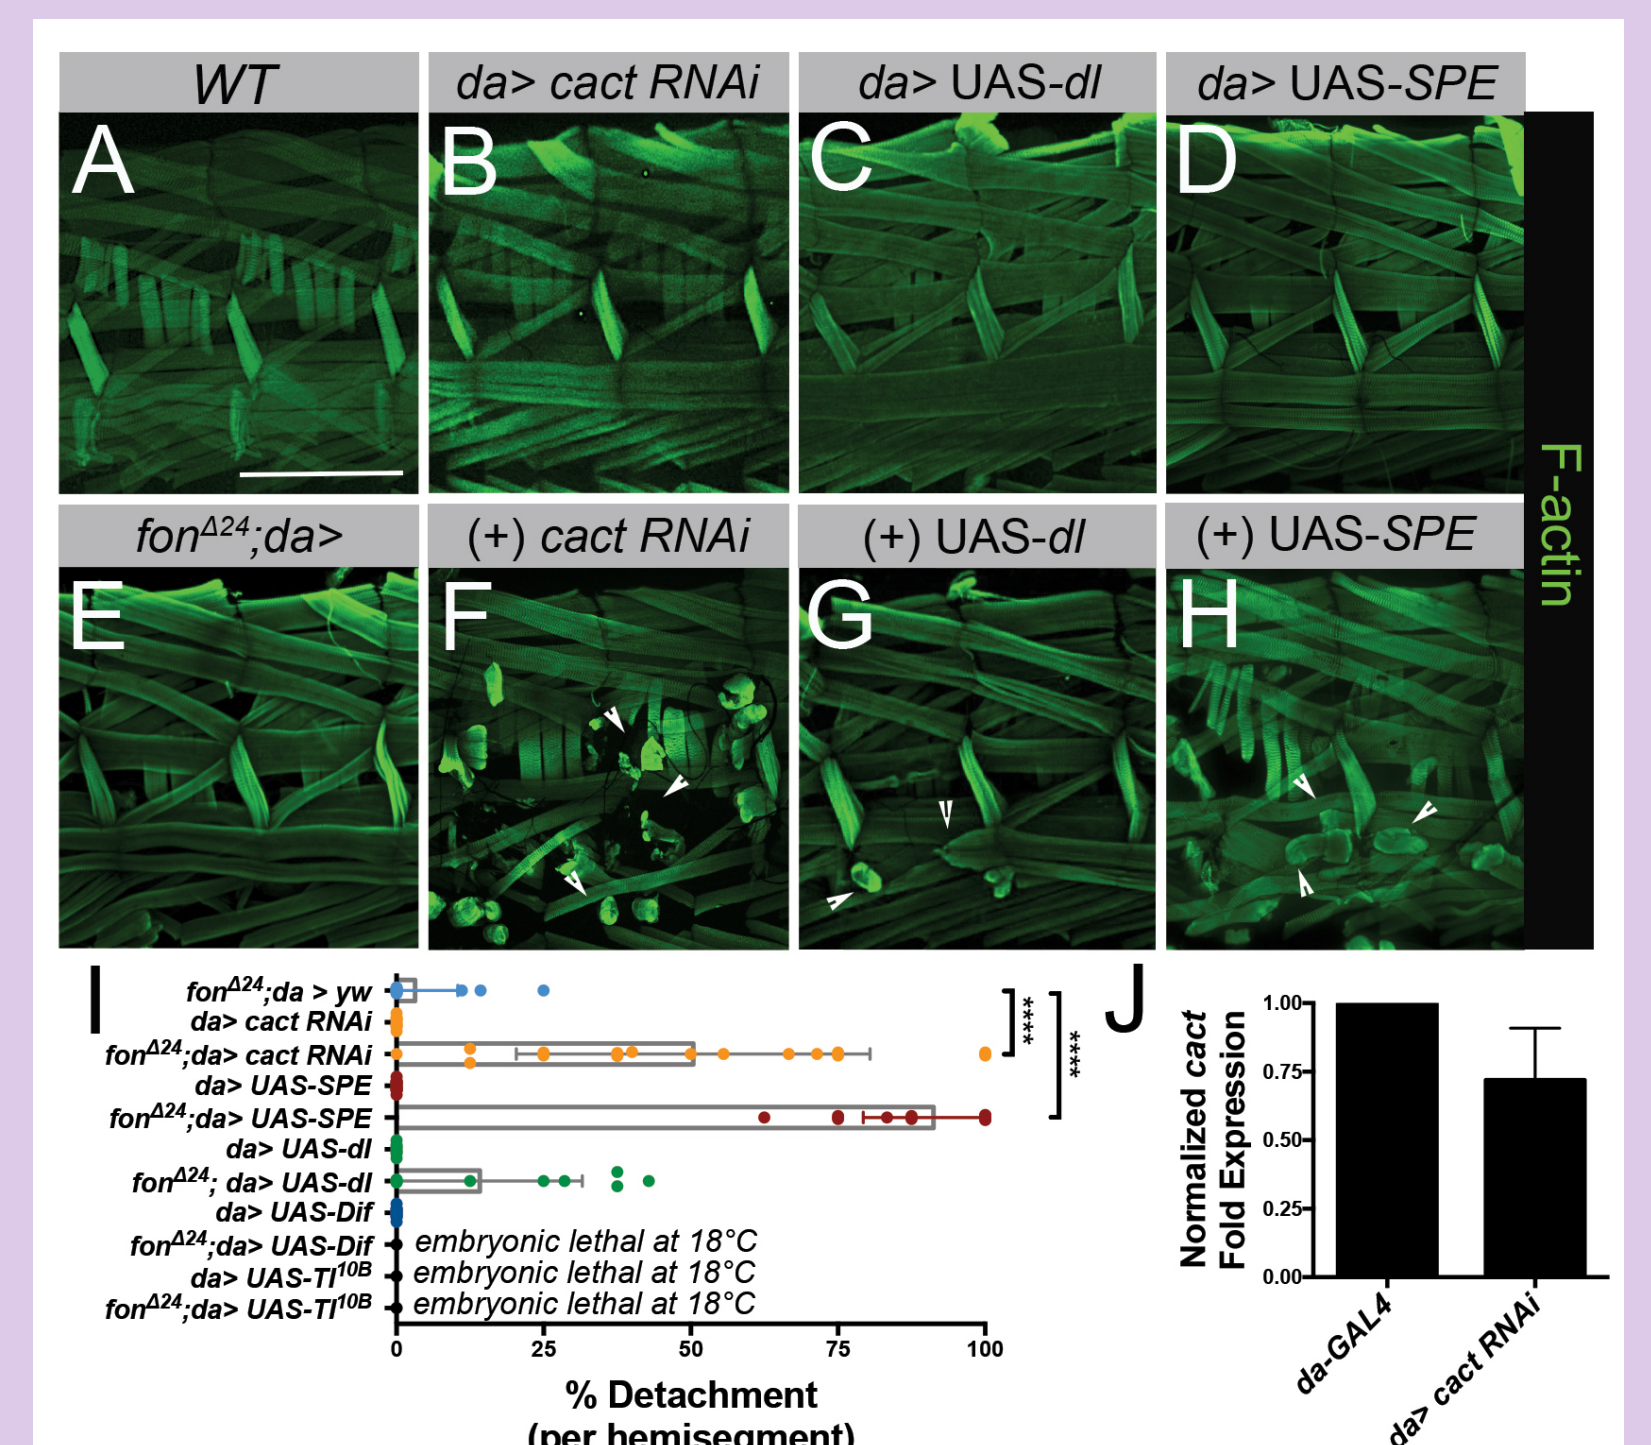 WT
da> cact RNAi
da> UAS-dl
da> UAS-SPE
A
B
C
D
fonΔ24;da>
(+) cact RNAi
(+) UAS-dl
(+) UAS-SPE
E
F
G
H
F-actin
I
fonΔ24;da > yw
da> cact RNAi
fonΔ24;da> cact RNAi
da> UAS-SPE
fonΔ24;da> UAS-SPE
da> UAS-dl
fonΔ24; da> UAS-dl
da> UAS-Dif
fonΔ24;da> UAS-Dif embryonic lethal at 18°C
da> UAS-Tl10B embryonic lethal at 18°C
fonΔ24;da> UAS-Tl10B embryonic lethal at 18°C
****
****
0 25 50 75 100
% Detachment
(per hemisegment)
J
Normalized cact
Fold Expression
1.00
0.75
0.50
0.25
0.00
da-GAL4
da> cact RNAi